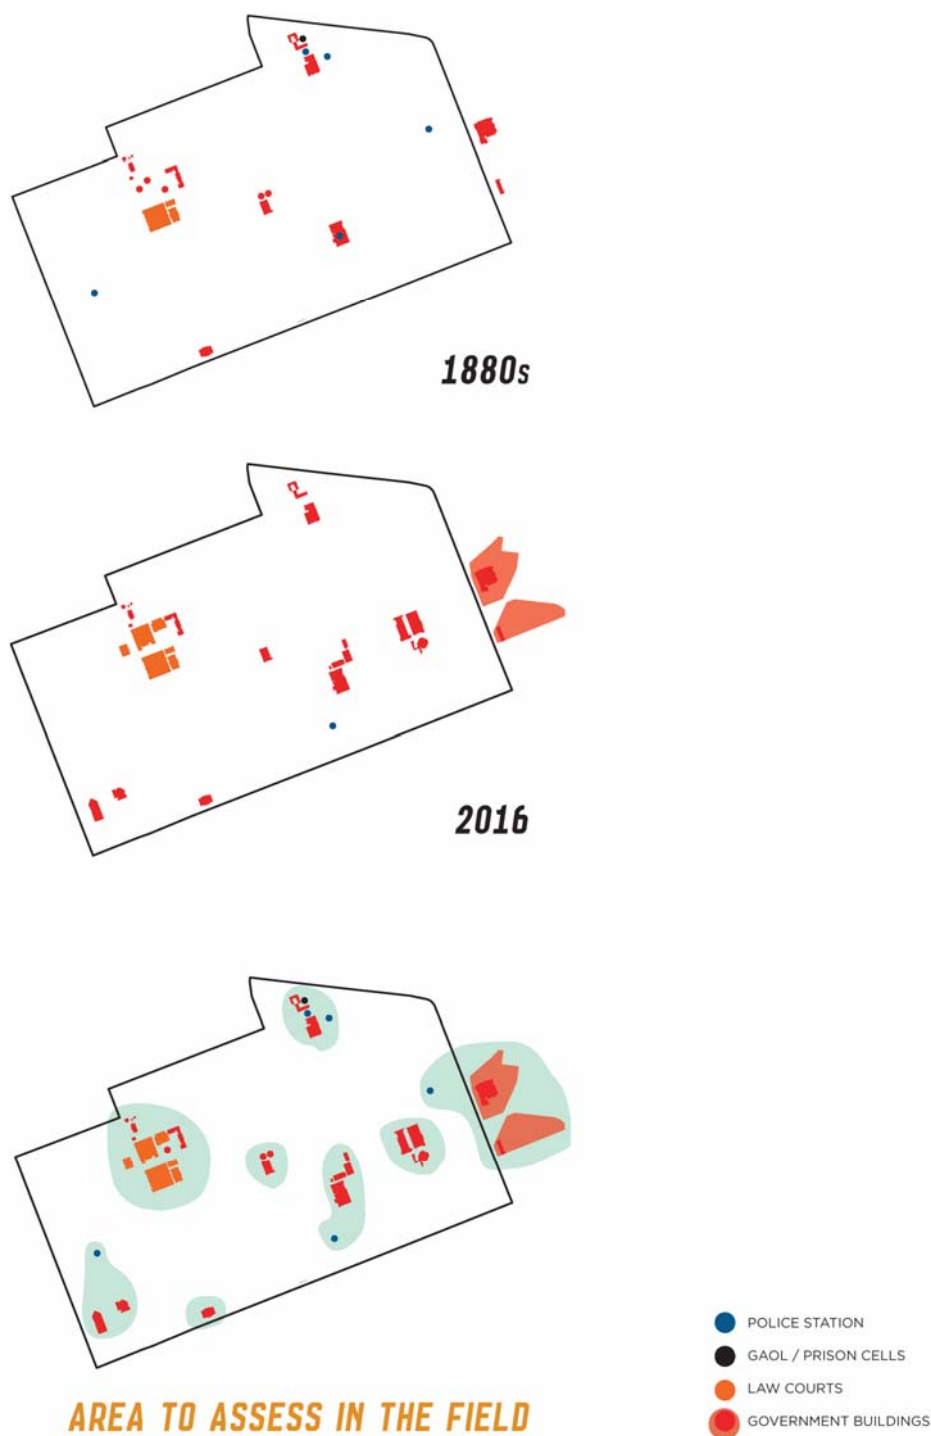 1880s
2016
AREA TO ASSESS IN THE FIELD
POLICE STATION
GAOL / PRISON CELLS
LAW COURTS
GOVERNMENT BUILDINGS